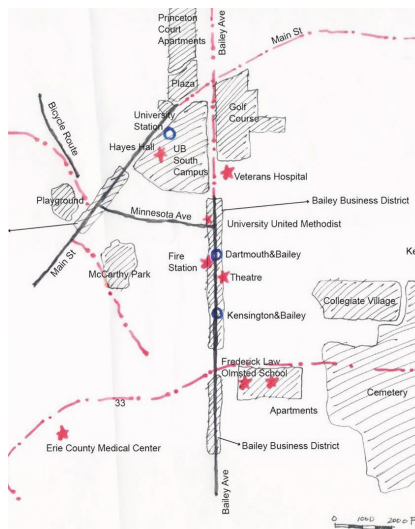 Princeton
Court
Apartments
Bailey Ave
Main St
Plaza
Bicycle Route
University
Station
Golf
Course
Hayes Hall
UB
South
Campus
Veterans Hospital
Playground
Bailey Business District
Minnesota Ave
University United Methodist
Main St
Fire
Station
Dartmouth&Bailey
Ke
McCarthy Park
Theatre
Collegiate Village
Kensington&Bailey
Frederick Law
Olmsted School
Cemetery
33
Apartments
Erie County Medical Center
Bailey Business District
Bailey Ave
0 1000 2000 F